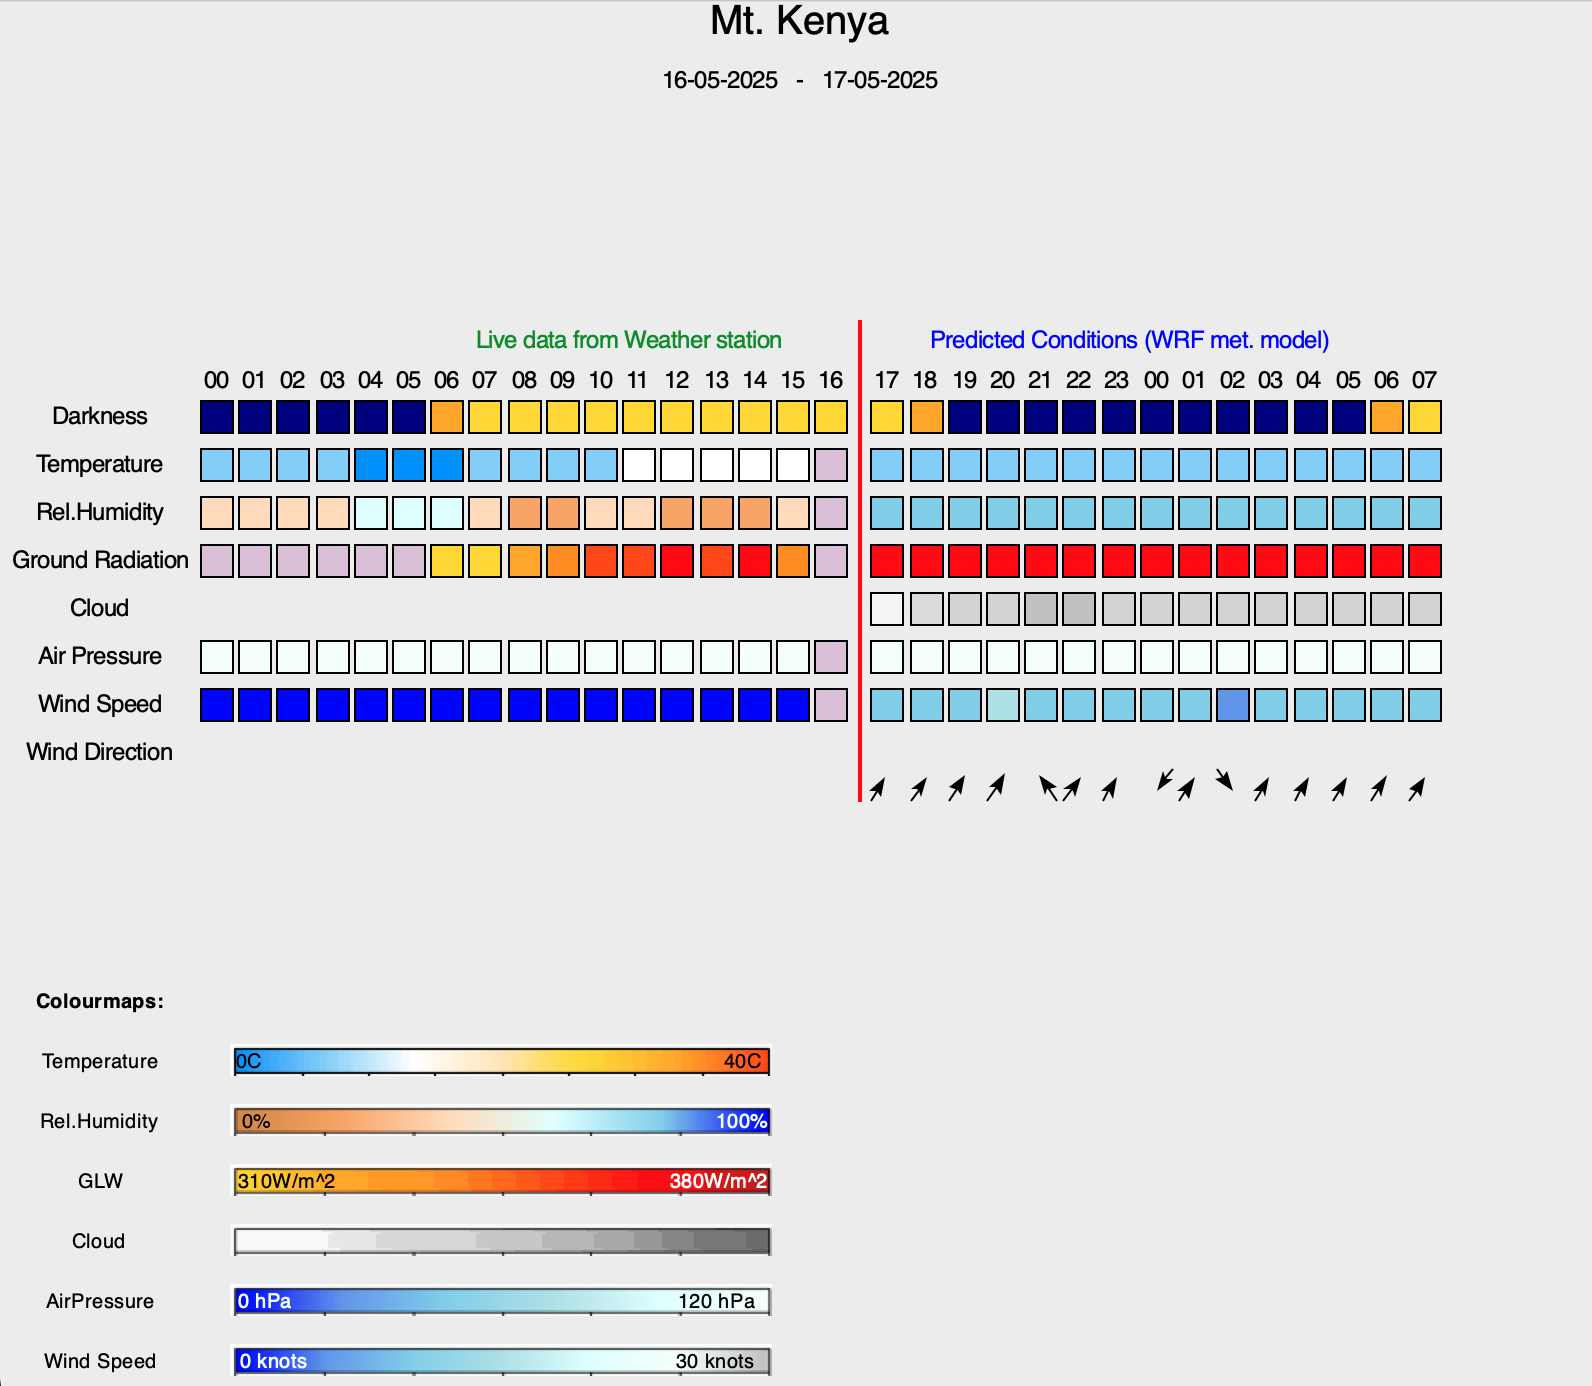 Mt. Kenya
16-05-2025 - 17-05-2025
Live data from Weather station Predicted Conditions (WRF met. model)
00 01 02 03 04 05 06 07 08 09 10 11 12 13 14 15 16 17 18 19 20 21 22 23 00 01 02 03 04 05 06 07
Darkness
Temperature
Rel.Humidity
Ground Radiation
Cloud
Air Pressure
Wind Speed
Wind Direction
Colourmaps:
Temperature 0C 40C
Rel.Humidity 0% 100%
GLW 310W/m^2 380W/m^2
Cloud
AirPressure 0 hPa 120 hPa
Wind Speed 0 knots 30 knots